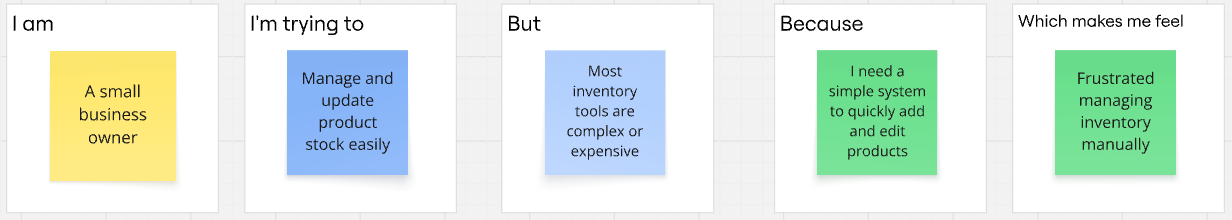 I am
A small
business
owner
I'm trying to
Manage and
update
product
stock easily
But
Most
inventory
tools are
complex or
expensive
Because
I need a
simple system
to quickly add
and edit
products
Which makes me feel
Frustrated
managing
inventory
manually